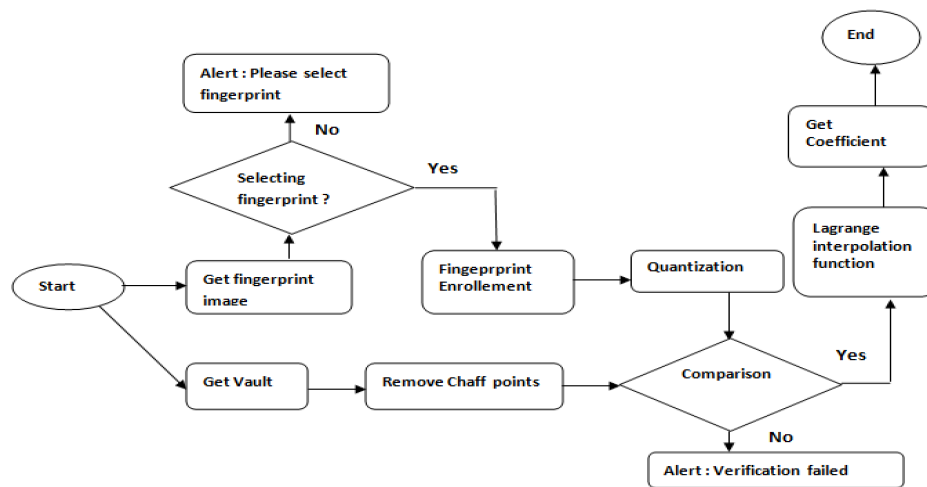 End
Alert : Please select
fingerprint
No
Get
Coefficient
Yes
Selecting
fingerprint ?
Lagrange
interpolation
function
Start
Get fingerprint
image
Fingeprprint
Enrollement
Quantization
Yes
Get Vault
Remove Chaff points
Comparison
No
Alert : Verification failed